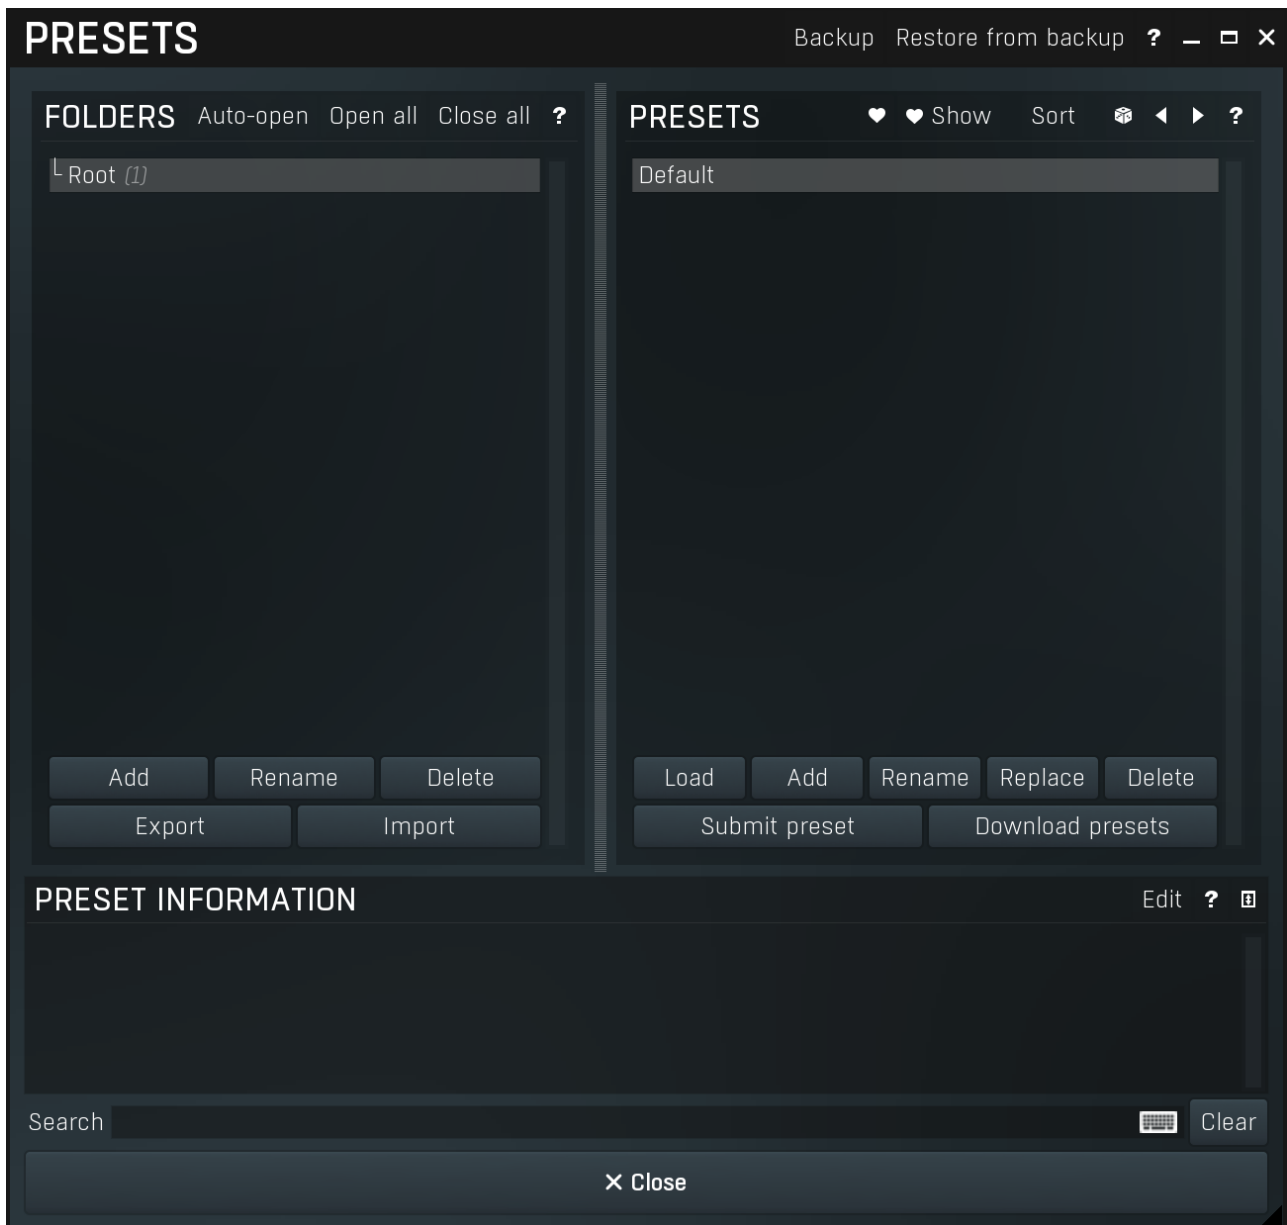 PRESETS Backup Restore from backup ?
FOLDERS Auto-open Open all Close all ?
Root (1)
Add Rename Delete
Export Import
PRESETS Show Sort ?
Default
Load Add Rename Replace Delete
Submit preset Download presets
PRESET INFORMATION Edit ?
Search Clear
Close